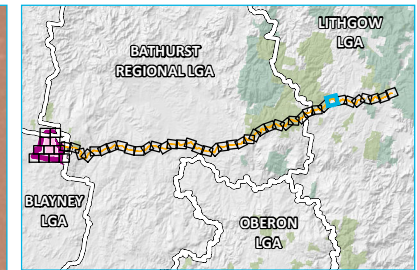 LITHGOW
LGA
BATHURST
REGIONAL LGA
BLAYNEY
LGA
OBERON
LGA